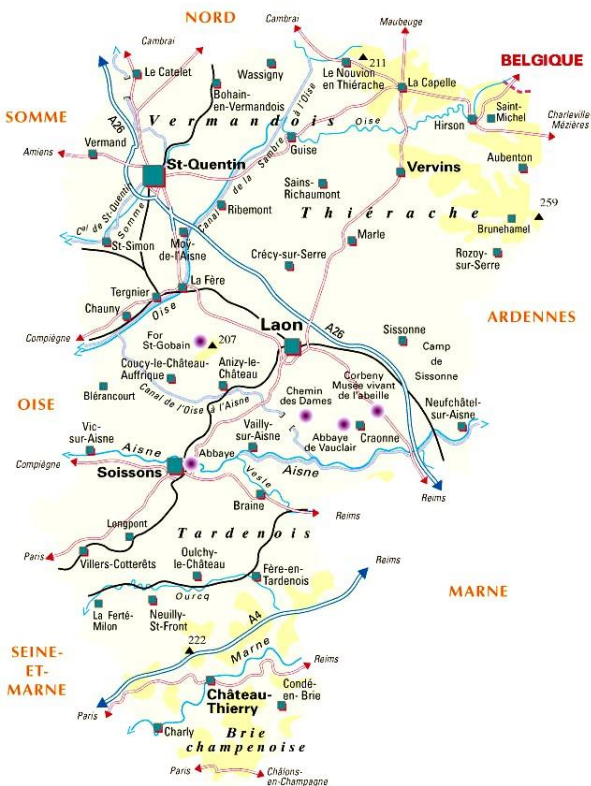 NORD
Cambrai
Cambrai
Maubeuge
211
Le Catelet
Wassigny
Le Nouvion
en Thiérache
La Capelle
BELGIQUE
Bohain-
en-Vermandois
SOMME
A26
Vermandois
Oise
Hirson
Saint-
Michel
Charleville
Mézières
Vermand
Amiens
St-Quentin
Guise
Canal de la Sambre à l'Oise
Vervins
Aubenton
Sains-
Richaumont
Cal de St-Quentin
Somme
Ribemont
Thiérache
259
Brunehamel
St-Simon
Moÿ-
de-l'Aisne
Marle
Crécy-sur-Serre
Rozoy-
sur-Serre
La Fère
Tergnier
Chauny
Oise
Compiègne
Laon
A26
ARDENNES
For
St-Gobain
207
Sissonne
Camp
de
Sissonne
Coucy-le-Château-
Auffrique
Anizy-le-
Château
Blérancourt
Canal de l'Oise à l'Aisne
Chemin
des Dames
Corbeny
Musée vivant
de l'abeille
Neufchâtel-
sur-Aisne
OISE
Vic-
sur-Aisne
Vailly-
sur-Aisne
Abbaye
de Vauclair
Craonne
Aisne
Abbaye
Compiègne
Soissons
Aisne
Vesle
Reims
Braine
Reims
Longpont
Tardenois
Paris
Villers-Cotterêts
Oulchy-
le-Château
Fère-en-
Tardenois
Reims
Ourcq
MARNE
La Ferté-
Milon
Neuilly-
St-Front
A4
222
Marne
SEINE-
ET-
MARNE
Reims
Château-
Thierry
Condé-
en-Brie
Paris
Charly
Brie
champenoise
Paris
Châlons-
en-Champagne